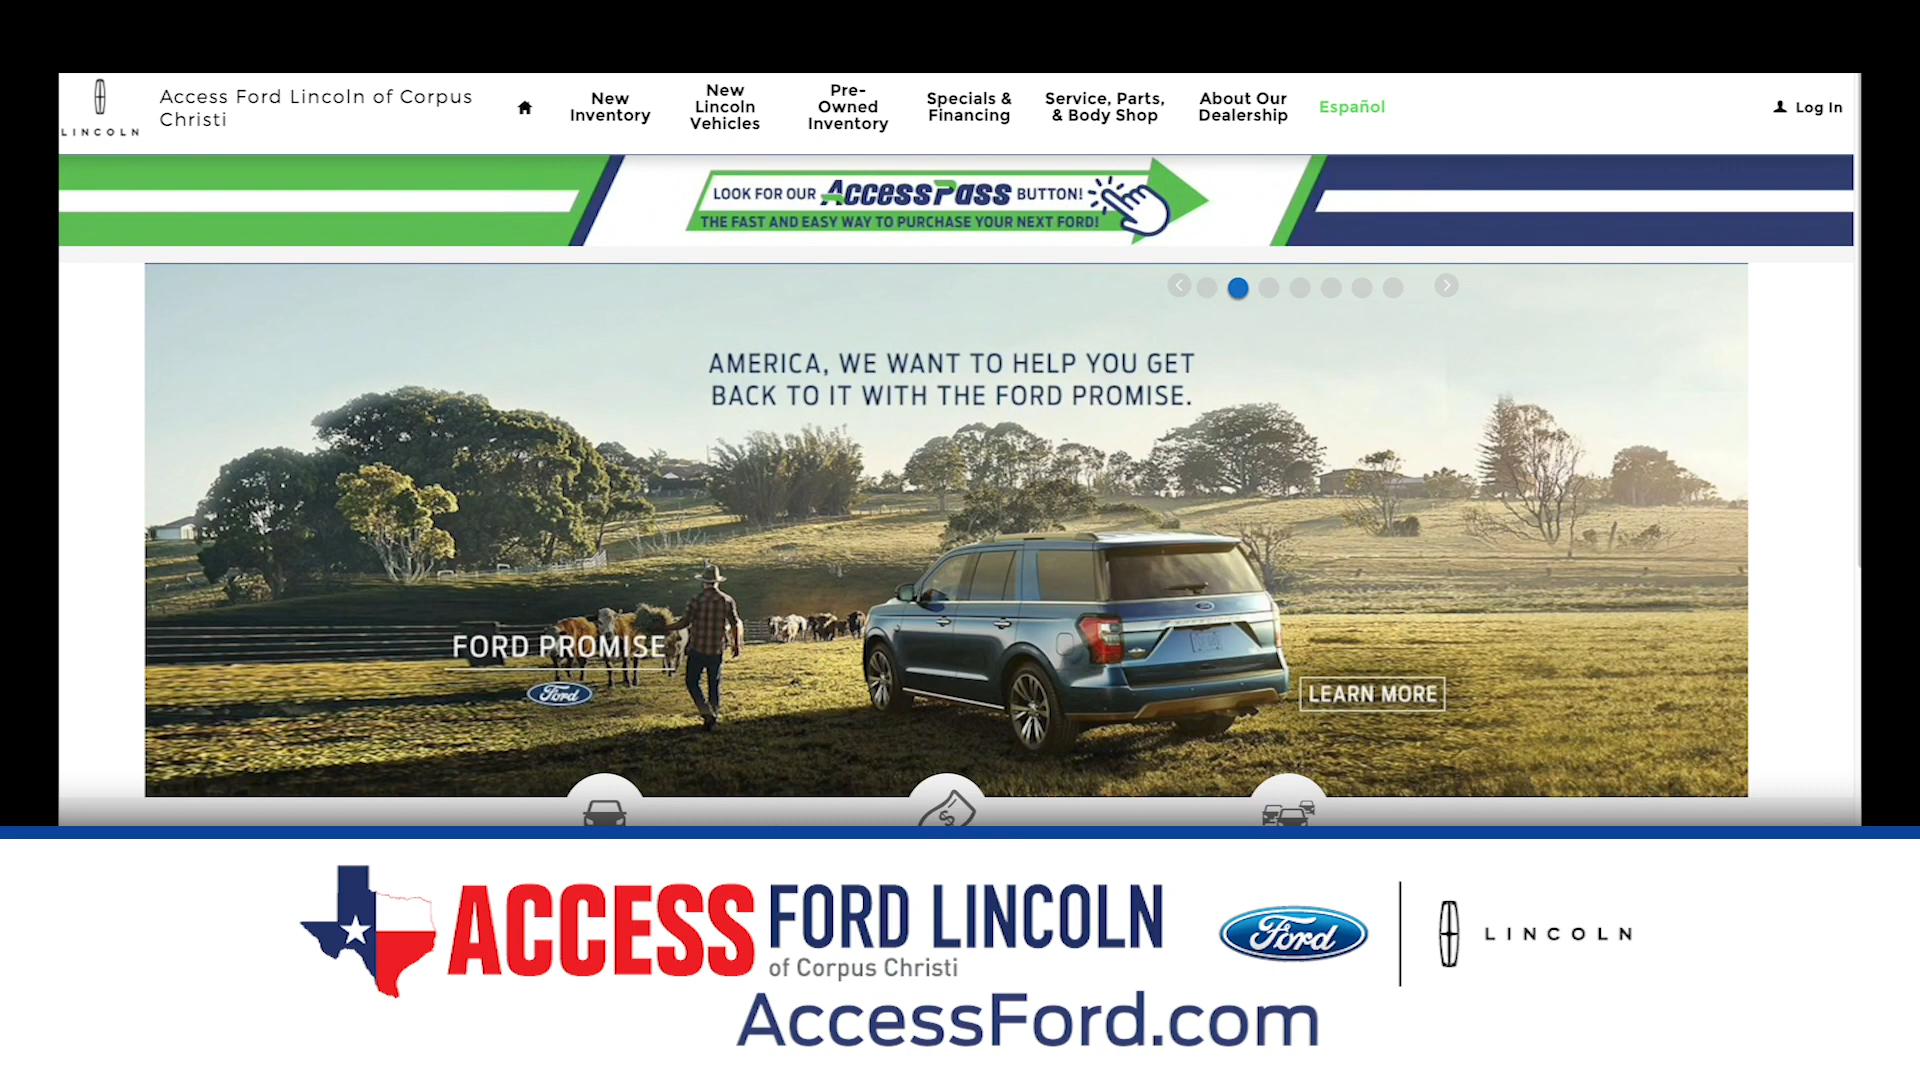 LINCOLN
Access Ford Lincoln of Corpus
Christi
New
Inventory
New
Lincoln
Vehicles
Pre-
Owned
Inventory
Specials &
Financing
Service, Parts,
& Body Shop
About Our
Dealership
Español
Log In
LOOK FOR OUR AccessPass BUTTON!
THE FAST AND EASY WAY TO PURCHASE YOUR NEXT FORD!
AMERICA, WE WANT TO HELP YOU GET
BACK TO IT WITH THE FORD PROMISE.
FORD PROMISE
Ford
LEARN MORE
ACCESS FORD LINCOLN
of Corpus Christi
Ford
LINCOLN
AccessFord.com